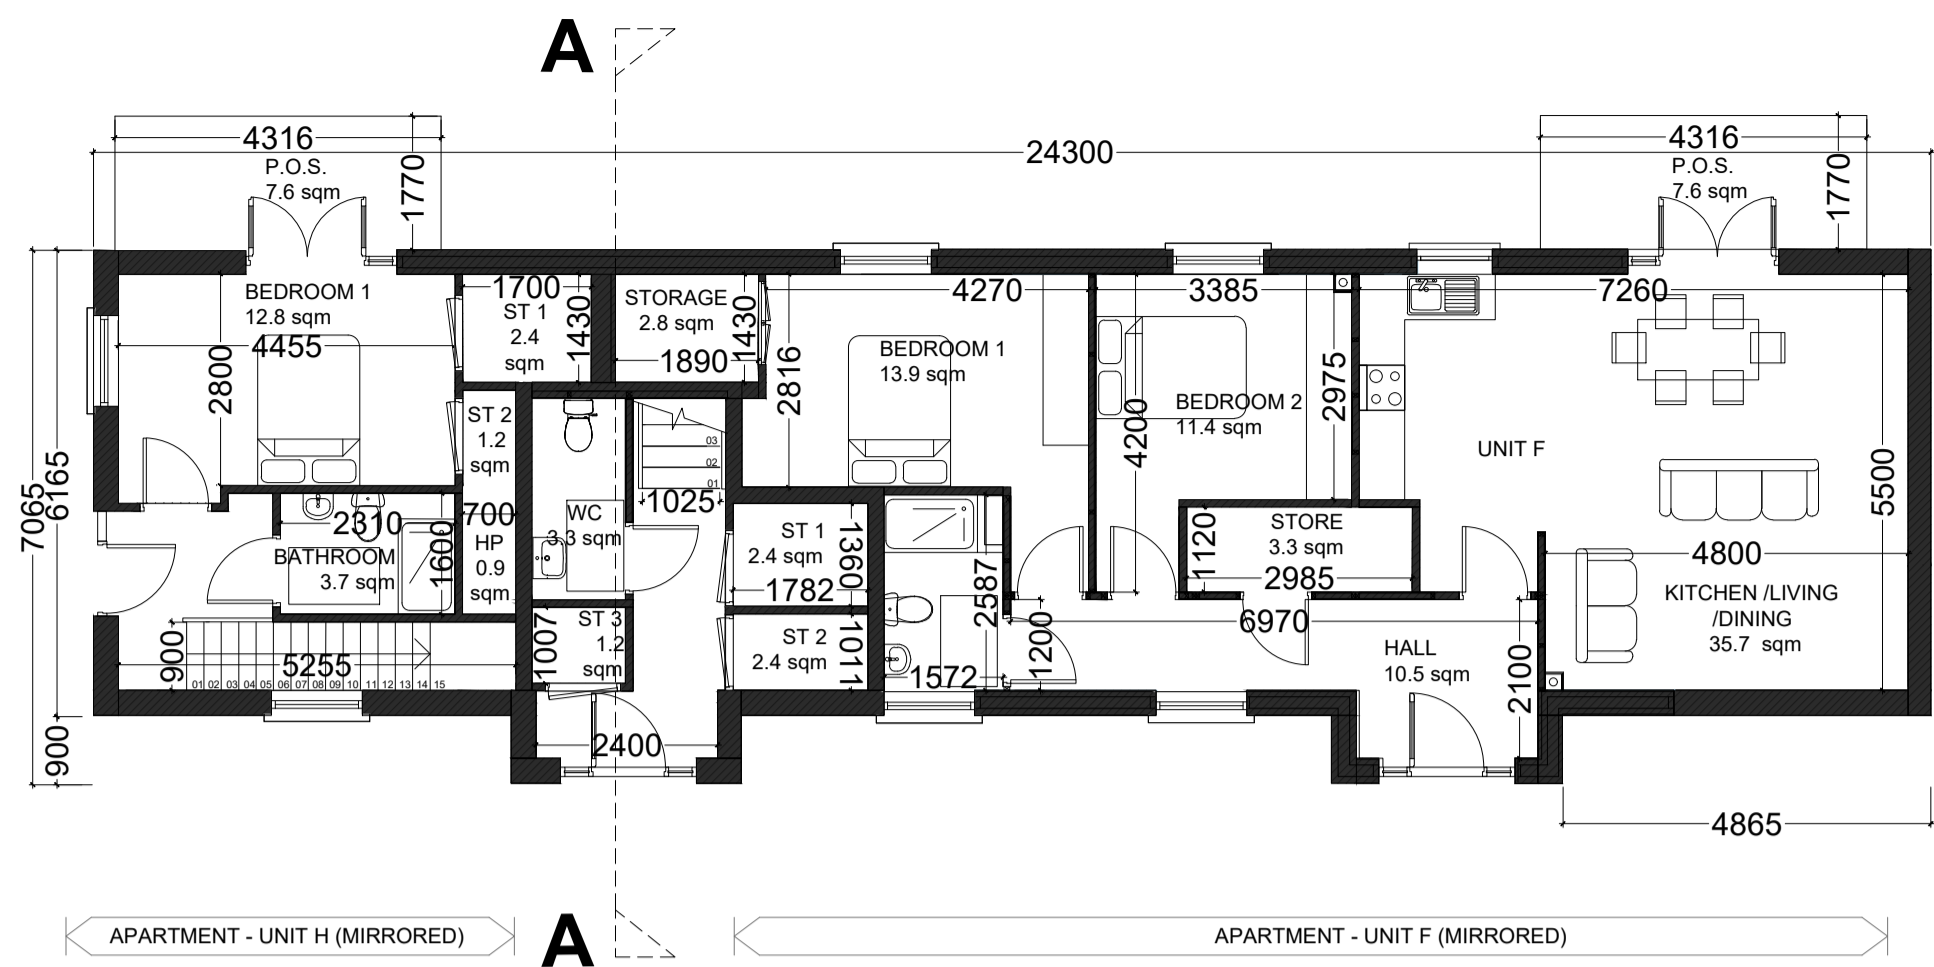 A
4316
24300
4316
P.O.S.
7.6 sqm
1770
P.O.S.
7.6 sqm
1770
BEDROOM 1
12.8 sqm
4455
2800
1700
ST 1
2.4
sqm
1430
STORAGE
2.8 sqm
1890
1430
4270
2816
BEDROOM 1
13.9 sqm
3385
2975
4200
BEDROOM 2
11.4 sqm
7260
UNIT F
5500
7065
6165
900
ST 2
1.2
sqm
700
HP
0.9
sqm
2310
BATHROOM
3.7 sqm
1600
900
5255
01 02 03 04 05 06 07 08 09 10 11 12 13 14 15
WC
3.3 sqm
03
02
01
1025
ST 3
1.2
sqm
1007
2400
ST 1
2.4 sqm
1782
1360
ST 2
2.4 sqm
1011
2587
1572
1200
1120
STORE
3.3 sqm
2985
6970
HALL
10.5 sqm
2100
4800
KITCHEN /LIVING
/DINING
35.7 sqm
4865
APARTMENT - UNIT H (MIRRORED)
A
APARTMENT - UNIT F (MIRRORED)